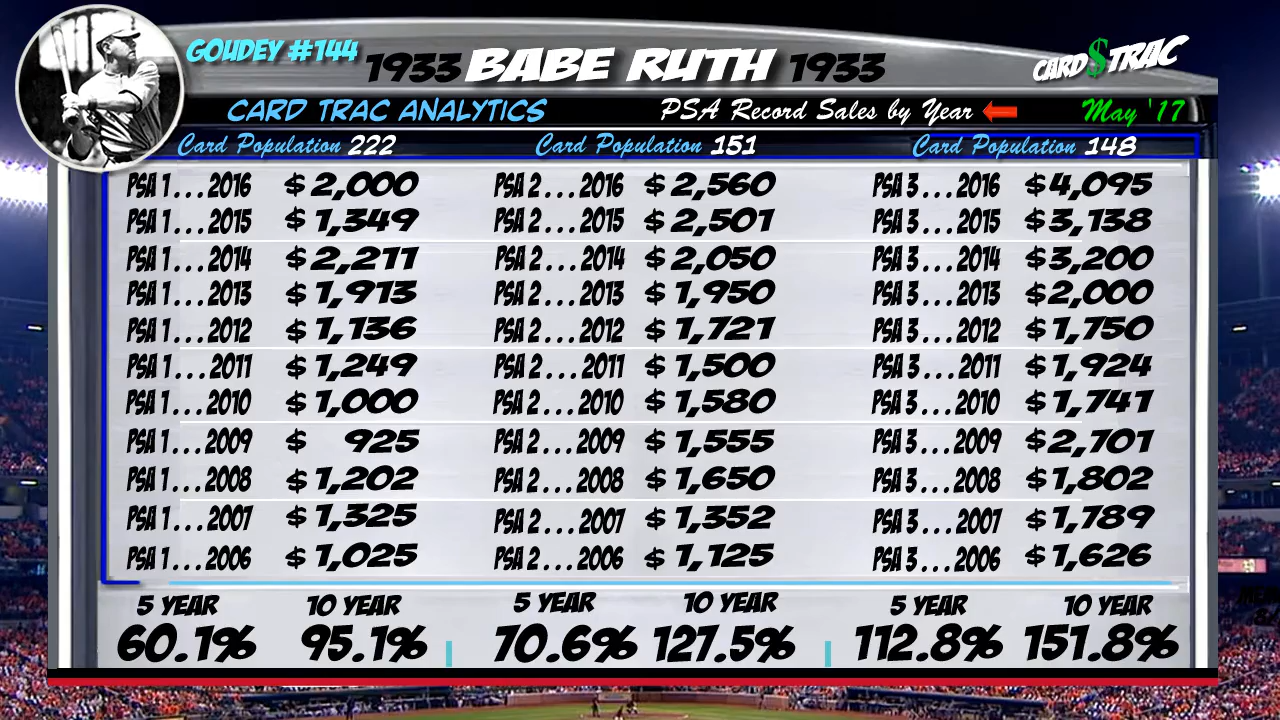 GOUDEY #144 1933 BABE RUTH 1933 CARD $ TRAC
CARD TRAC ANALYTICS PSA Record Sales by Year May '17
Card Population 222 Card Population 151 Card Population 148
PSA 1...2016 $ 2,000 PSA 2...2016 $ 2,560 PSA 3...2016 $4,095
PSA 1...2015 $ 1,349 PSA 2...2015 $ 2,501 PSA 3...2015 $3,138
PSA 1...2014 $ 2,211 PSA 2...2014 $ 2,050 PSA 3...2014 $3,200
PSA 1...2013 $ 1,913 PSA 2...2013 $ 1,950 PSA 3...2013 $2,000
PSA 1...2012 $ 1,136 PSA 2...2012 $ 1,721 PSA 3...2012 $1,750
PSA 1...2011 $ 1,249 PSA 2...2011 $ 1,500 PSA 3...2011 $1,924
PSA 1...2010 $ 1,000 PSA 2...2010 $ 1,580 PSA 3...2010 $1,741
PSA 1...2009 $ 925 PSA 2...2009 $ 1,555 PSA 3...2009 $2,701
PSA 1...2008 $ 1,202 PSA 2...2008 $ 1,650 PSA 3...2008 $1,802
PSA 1...2007 $ 1,325 PSA 2...2007 $ 1,352 PSA 3...2007 $1,789
PSA 1...2006 $ 1,025 PSA 2...2006 $ 1,125 PSA 3...2006 $1,626
5 YEAR 10 YEAR 5 YEAR 10 YEAR 5 YEAR 10 YEAR
60.1% 95.1% 70.6% 127.5% 112.8% 151.8%